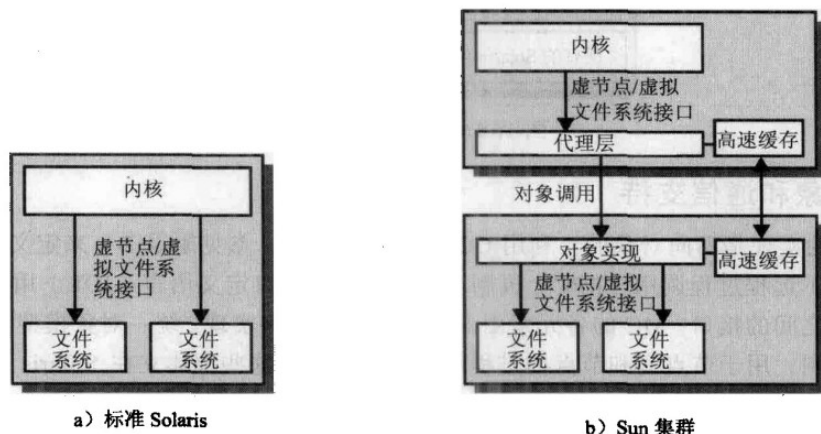 内核
虚节点/虚
拟文件系
统接口
文件
系统
文件
系统
a）标准 Solaris
内核
虚节点/虚拟
文件系统接口
代理层
高速缓存
对象调用
对象实现
高速缓存
虚节点/虚拟
文件系统接口
文件
系统
文件
系统
b）Sun 集群